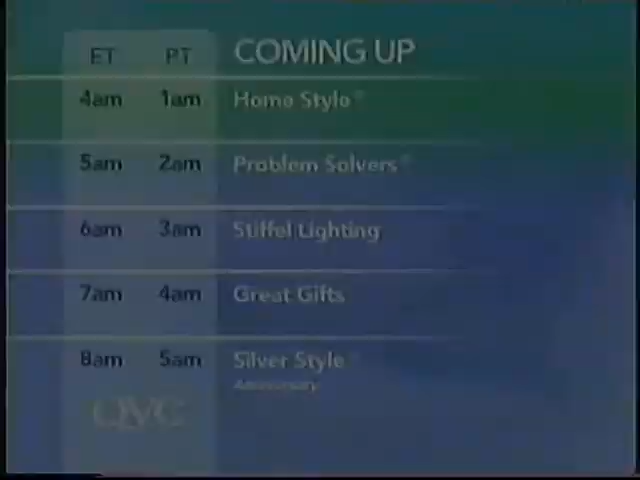 ET PT COMING UP
4am 1am Home Style®
5am 2am Problem Solvers®
6am 3am Stiffel Lighting
7am 4am Great Gifts
8am 5am Silver Style
Anniversary
QVC